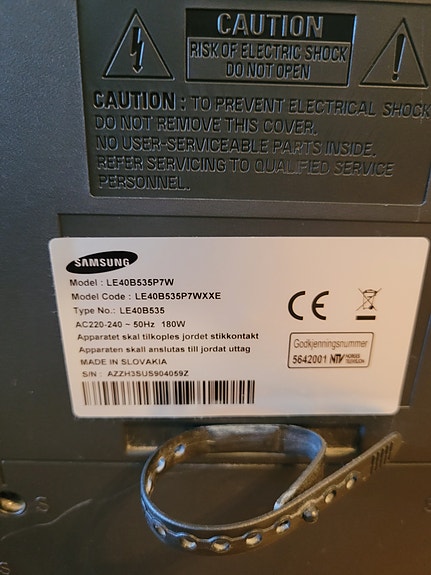 CAUTION
RISK OF ELECTRIC SHOCK
DO NOT OPEN
CAUTION : TO PREVENT ELECTRICAL SHOCK
DO NOT REMOVE THIS COVER.
NO USER-SERVICEABLE PARTS INSIDE.
REFER SERVICING TO QUALIFIED SERVICE
PERSONNEL.
SAMSUNG
Model : LE40B535P7W
Model Code : LE40B535P7WXXE
Type No.: LE40B535
AC220-240 ~ 50Hz 180W
Apparatet skal tilkoples jordet stikkontakt
Apparaten skall anslutas till jordat uttag
MADE IN SLOVAKIA
S/N : AZZH3SUS904059Z
CE
Godkjenningsnummer
5642001 NTV NORGES TELEVISJON
S
S